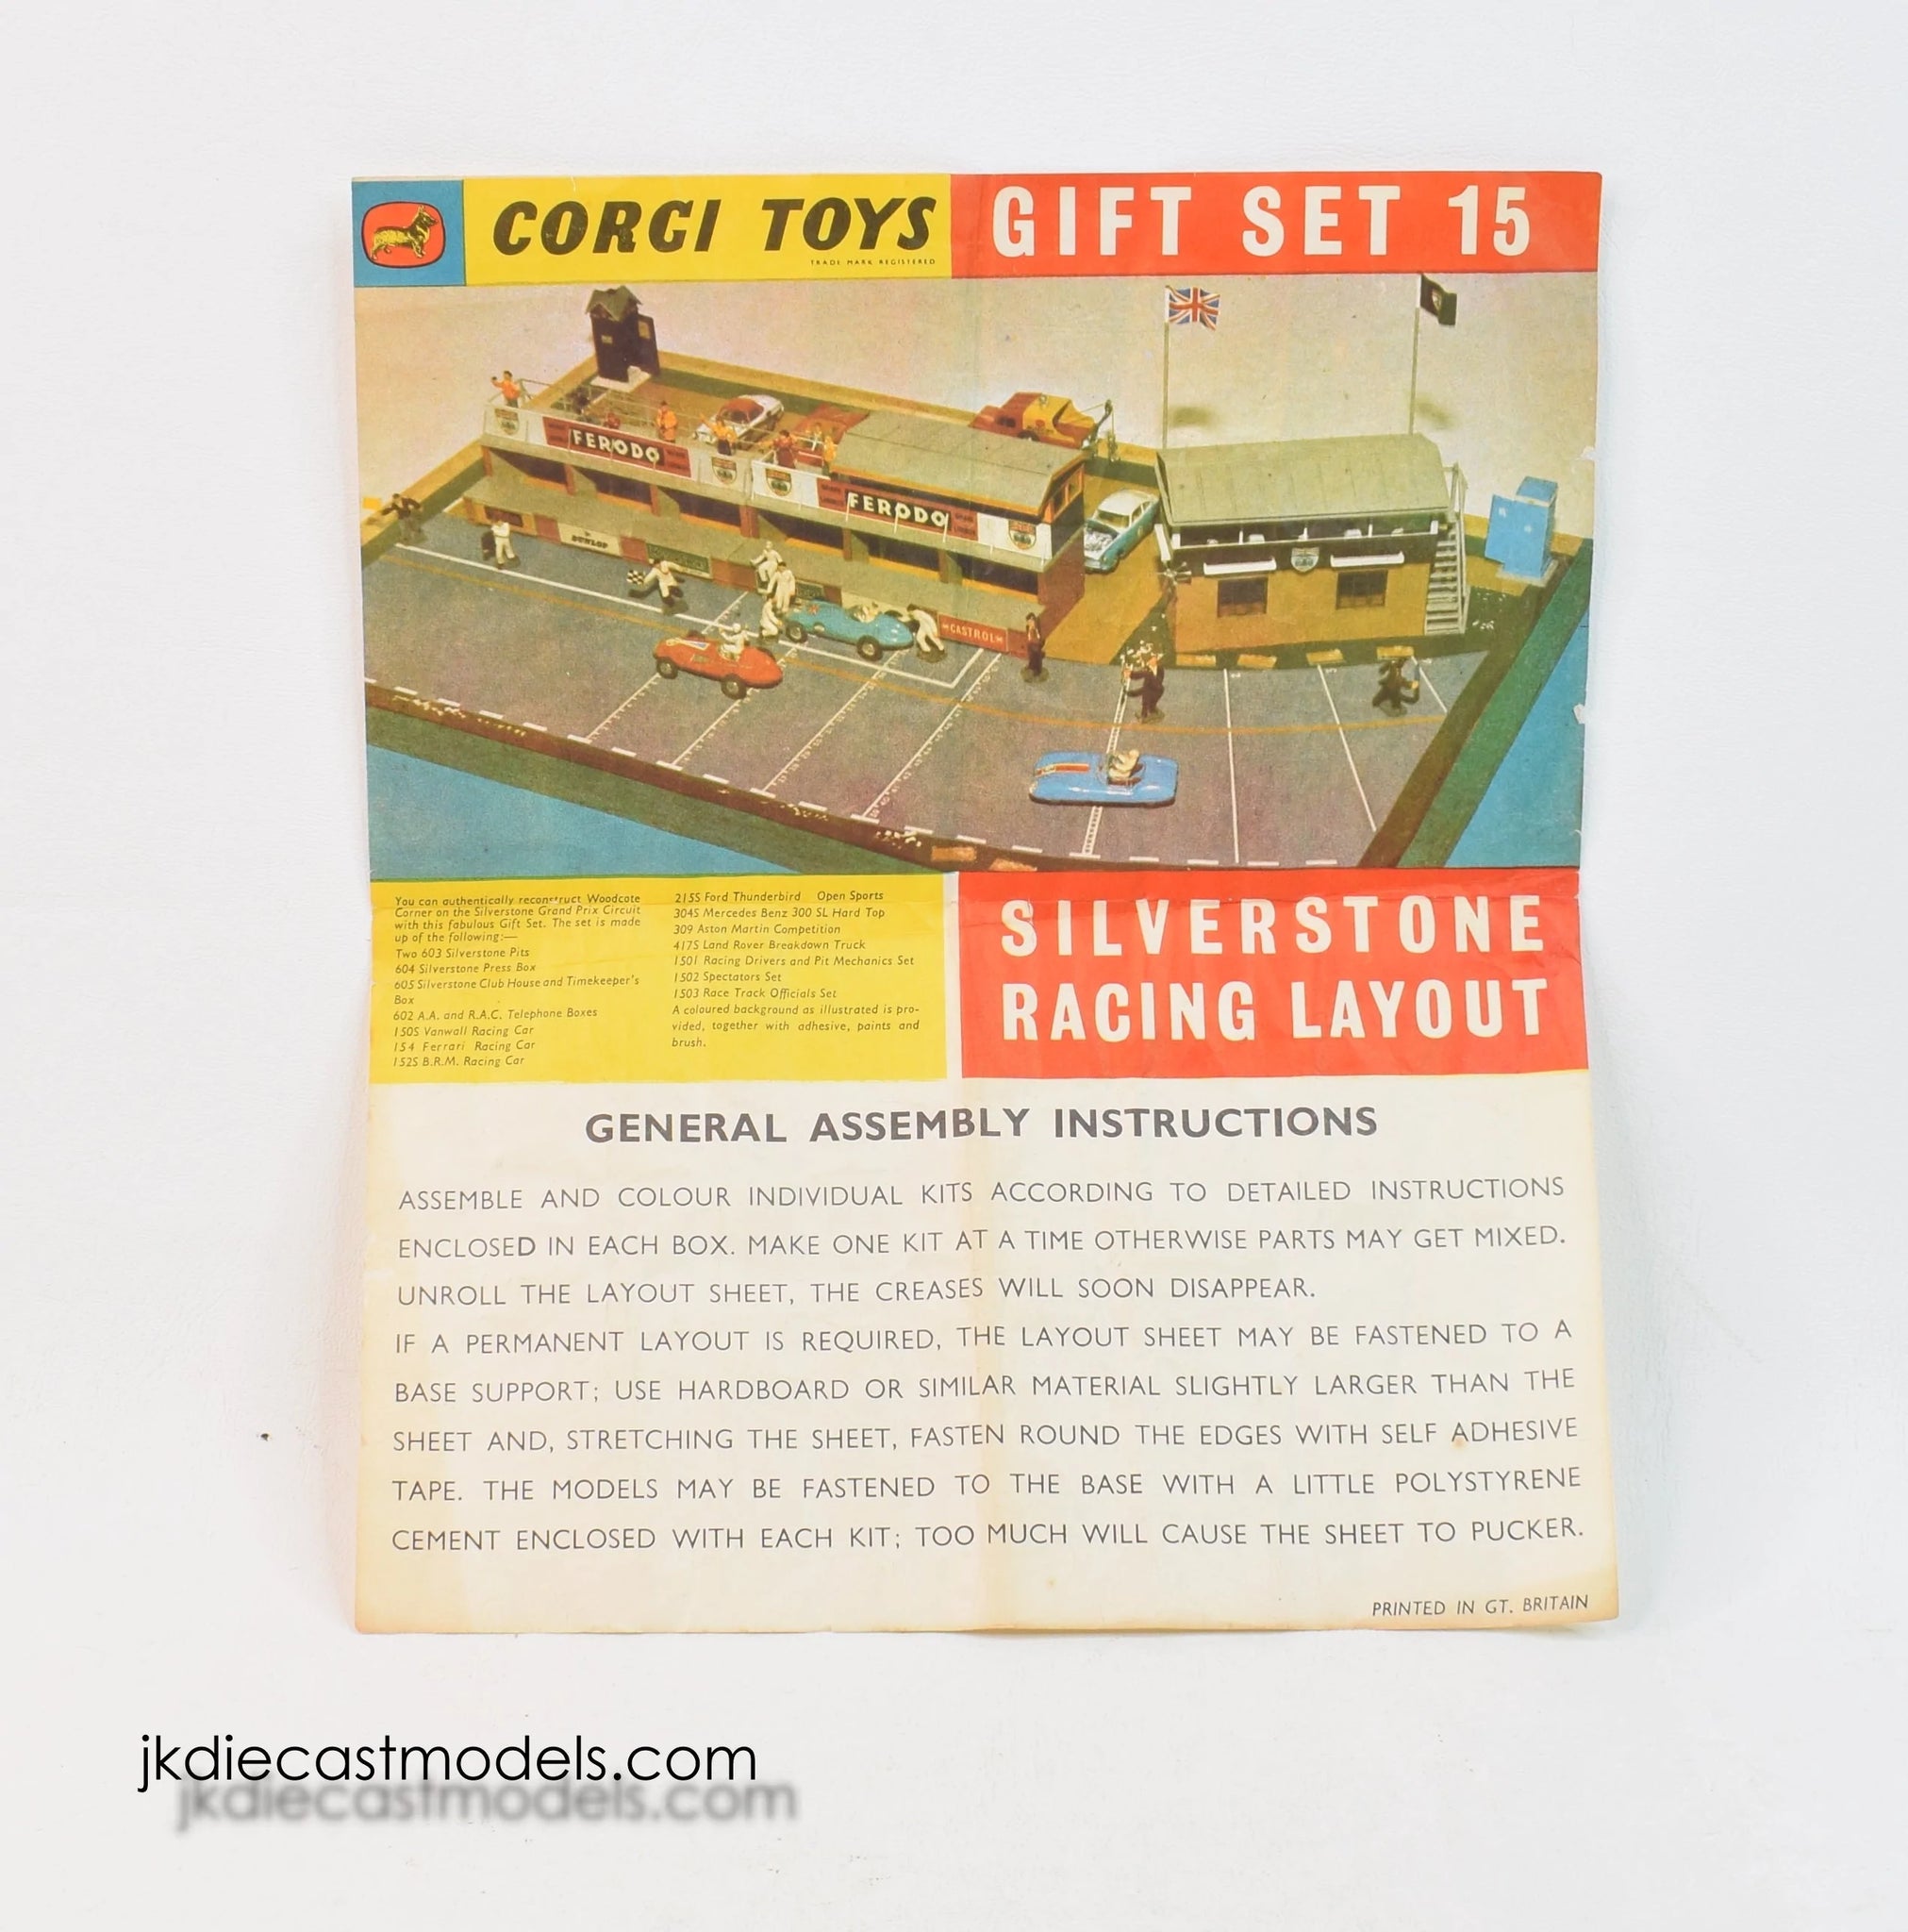 CORGI TOYS
TRADE MARK REGISTERED
GIFT SET 15
FERODO
FERODO
DUNLOP
CASTROL
You can authentically reconstruct Woodcote
Corner on the Silverstone Grand Prix Circuit
with this fabulous Gift Set. The set is made
up of the following:—
Two 603 Silverstone Pits
604 Silverstone Press Box
605 Silverstone Club House and Timekeeper's
Box
602 A.A. and R.A.C. Telephone Boxes
150S Vanwall Racing Car
154 Ferrari Racing Car
152S B.R.M. Racing Car
215S Ford Thunderbird Open Sports
304S Mercedes Benz 300 SL Hard Top
309 Aston Martin Competition
417S Land Rover Breakdown Truck
1501 Racing Drivers and Pit Mechanics Set
1502 Spectators Set
1503 Race Track Officials Set
A coloured background as illustrated is pro-
vided, together with adhesive, paints and
brush.
SILVERSTONE
RACING LAYOUT
GENERAL ASSEMBLY INSTRUCTIONS
ASSEMBLE AND COLOUR INDIVIDUAL KITS ACCORDING TO DETAILED INSTRUCTIONS
ENCLOSED IN EACH BOX. MAKE ONE KIT AT A TIME OTHERWISE PARTS MAY GET MIXED.
UNROLL THE LAYOUT SHEET, THE CREASES WILL SOON DISAPPEAR.
IF A PERMANENT LAYOUT IS REQUIRED, THE LAYOUT SHEET MAY BE FASTENED TO A
BASE SUPPORT; USE HARDBOARD OR SIMILAR MATERIAL SLIGHTLY LARGER THAN THE
SHEET AND, STRETCHING THE SHEET, FASTEN ROUND THE EDGES WITH SELF ADHESIVE
TAPE. THE MODELS MAY BE FASTENED TO THE BASE WITH A LITTLE POLYSTYRENE
CEMENT ENCLOSED WITH EACH KIT; TOO MUCH WILL CAUSE THE SHEET TO PUCKER.
PRINTED IN GT. BRITAIN
jkdiecastmodels.com
jkdiecastmodels.com